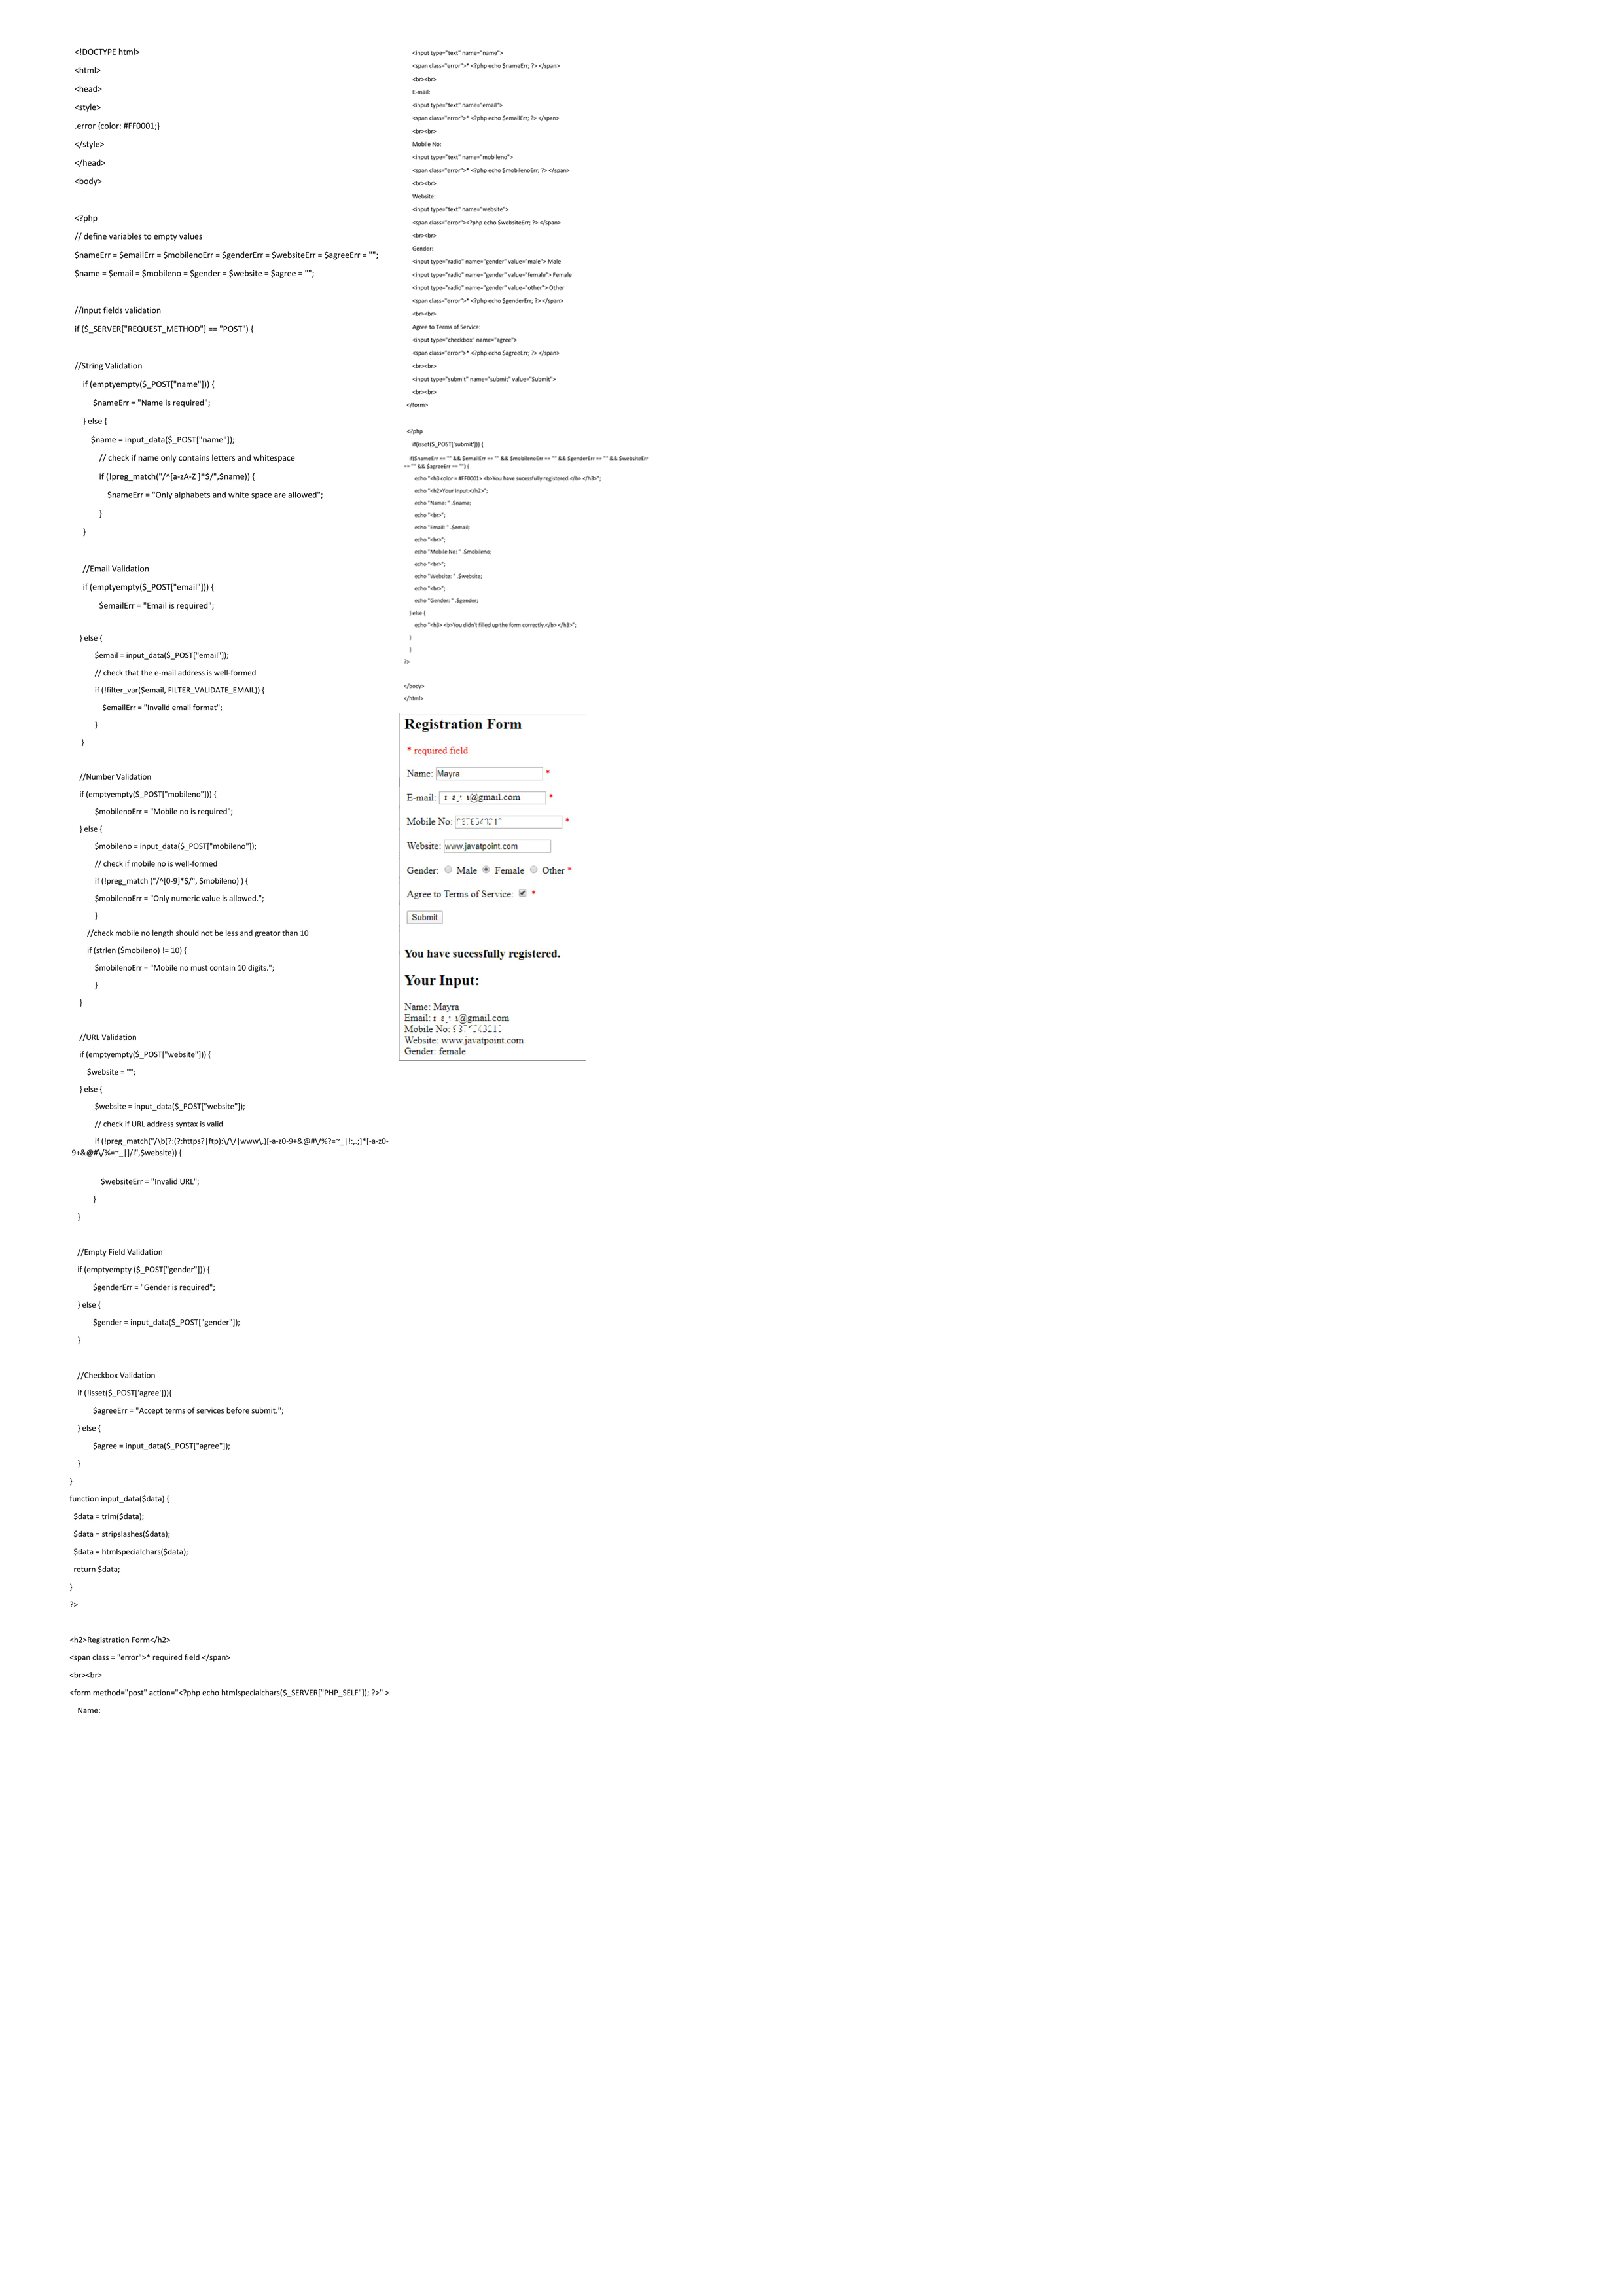 <!DOCTYPE html>
<html>
<head>
<style>
.error {color: #FF0001;}
</style>
</head>
<body>
<?php
// define variables to empty values
$nameErr = $emailErr = $mobilenoErr = $genderErr = $websiteErr = $agreeErr = "";
$name = $email = $mobileno = $gender = $website = $agree = "";
//Input fields validation
if ($_SERVER["REQUEST_METHOD"] == "POST") {
//String Validation
if (emptyempty($_POST["name"])) {
$nameErr = "Name is required";
} else {
$name = input_data($_POST["name"]);
// check if name only contains letters and whitespace
if (!preg_match("/^[a-zA-Z ]*$/",$name)) {
$nameErr = "Only alphabets and white space are allowed";
}
}
//Email Validation
if (emptyempty($_POST["email"])) {
$emailErr = "Email is required";
} else {
$email = input_data($_POST["email"]);
// check that the e-mail address is well-formed
if (!filter_var($email, FILTER_VALIDATE_EMAIL)) {
$emailErr = "Invalid email format";
}
}
//Number Validation
if (emptyempty($_POST["mobileno"])) {
$mobilenoErr = "Mobile no is required";
} else {
$mobileno = input_data($_POST["mobileno"]);
// check if mobile no is well-formed
if (!preg_match ("/^[0-9]*$/", $mobileno) ) {
$mobilenoErr = "Only numeric value is allowed.";
}
//check mobile no length should not be less and greator than 10
if (strlen ($mobileno) != 10) {
$mobilenoErr = "Mobile no must contain 10 digits.";
}
}
//URL Validation
if (emptyempty($_POST["website"])) {
$website = "";
} else {
$website = input_data($_POST["website"]);
// check if URL address syntax is valid
if (!preg_match("/\b(?:(?:https?|ftp):\/\/|www\.)[-a-z0-9+&@#\/%?=~_|!:,.;]*[-a-z0-
9+&@#\/%=~_|]/i",$website)) {
$websiteErr = "Invalid URL";
}
}
//Empty Field Validation
if (emptyempty ($_POST["gender"])) {
$genderErr = "Gender is required";
} else {
$gender = input_data($_POST["gender"]);
}
//Checkbox Validation
if (!isset($_POST['agree'])){
$agreeErr = "Accept terms of services before submit.";
} else {
$agree = input_data($_POST["agree"]);
}
}
function input_data($data) {
$data = trim($data);
$data = stripslashes($data);
$data = htmlspecialchars($data);
return $data;
}
?>
<h2>Registration Form</h2>
<span class = "error">* required field </span>
<br><br>
<form method="post" action="<?php echo htmlspecialchars($_SERVER["PHP_SELF"]); ?>" >
Name:
<input type="text" name="name">
<span class="error">* <?php echo $nameErr; ?> </span>
<br><br>
E-mail:
<input type="text" name="email">
<span class="error">* <?php echo $emailErr; ?> </span>
<br><br>
Mobile No:
<input type="text" name="mobileno">
<span class="error">* <?php echo $mobilenoErr; ?> </span>
<br><br>
Website:
<input type="text" name="website">
<span class="error"><?php echo $websiteErr; ?> </span>
<br><br>
Gender:
<input type="radio" name="gender" value="male"> Male
<input type="radio" name="gender" value="female"> Female
<input type="radio" name="gender" value="other"> Other
<span class="error">* <?php echo $genderErr; ?> </span>
<br><br>
Agree to Terms of Service:
<input type="checkbox" name="agree">
<span class="error">* <?php echo $agreeErr; ?> </span>
<br><br>
<input type="submit" name="submit" value="Submit">
<br><br>
</form>
<?php
if(isset($_POST['submit'])) {
if($nameErr == "" && $emailErr == "" && $mobilenoErr == "" && $genderErr == "" && $websiteErr
== "" && $agreeErr == "") {
echo "<h3 color = #FF0001> <b>You have sucessfully registered.</b> </h3>";
echo "<h2>Your Input:</h2>";
echo "Name: " .$name;
echo "<br>";
echo "Email: " .$email;
echo "<br>";
echo "Mobile No: " .$mobileno;
echo "<br>";
echo "Website: " .$website;
echo "<br>";
echo "Gender: " .$gender;
} else {
echo "<h3> <b>You didn't filled up the form correctly.</b> </h3>";
}
}
?>
</body>
</html>
Registration Form
* required field
Name: Mayra *
E-mail: @gmail.com *
Mobile No: *
Website: www.javatpoint.com
Gender: Male Female Other *
Agree to Terms of Service: *
Submit
You have sucessfully registered.
Your Input:
Name: Mayra
Email: @gmail.com
Mobile No:
Website: www.javatpoint.com
Gender: female